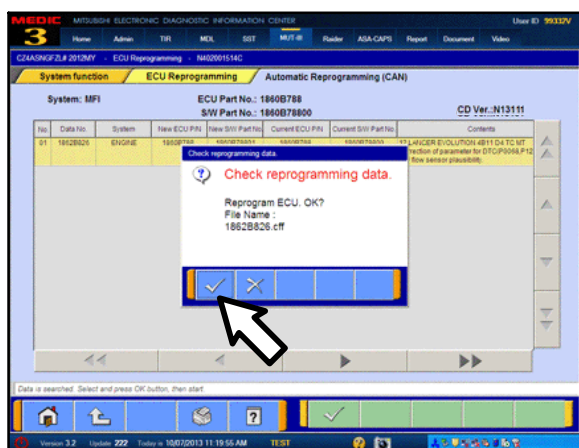 MEDIC MITSUBISHI ELECTRONIC DIAGNOSTIC INFORMATION CENTER User ID 99332V
3 Home Admin TIR MDL SST MUT-III Raider ASA-CAPS Report Document Video
CZ4ASNGFZL# 2012MY - ECU Reprogramming - N402001514C
System function ECU Reprogramming Automatic Reprogramming (CAN)
System: MFI ECU Part No.: 1860B788
S/W Part No.: 1860B78800 CD Ver.:N13111
No. Data No. System New ECU P/N New S/W Part No. Current ECU P/N Current S/W Part No. Contents
01 1862B826 ENGINE 1860B788 12 LANCER EVOLUTION 4B11 D4 TC MT
rection of parameter for DTC(P0068,P12
flow sensor plausibility.
Check reprogramming data.
Check reprogramming data.
Reprogram ECU. OK?
File Name :
1862B826.cff
Data is searched. Select and press OK button, then start.
Version 3.2 Update 222 Today is 10/07/2013 11:19:55 AM TEST